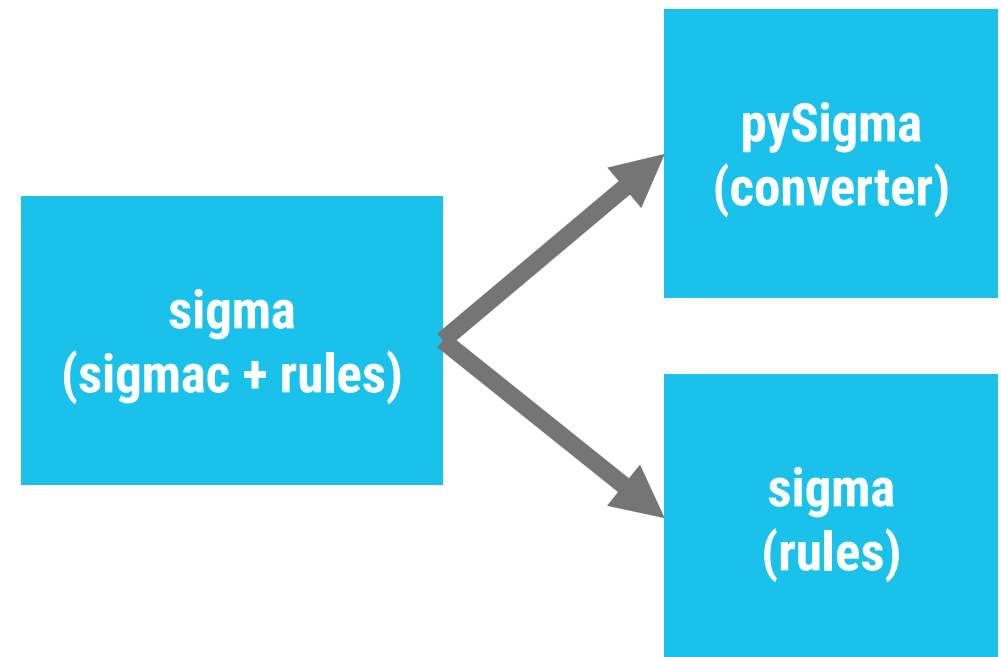 sigma
(sigmac + rules)
pySigma
(converter)
sigma
(rules)